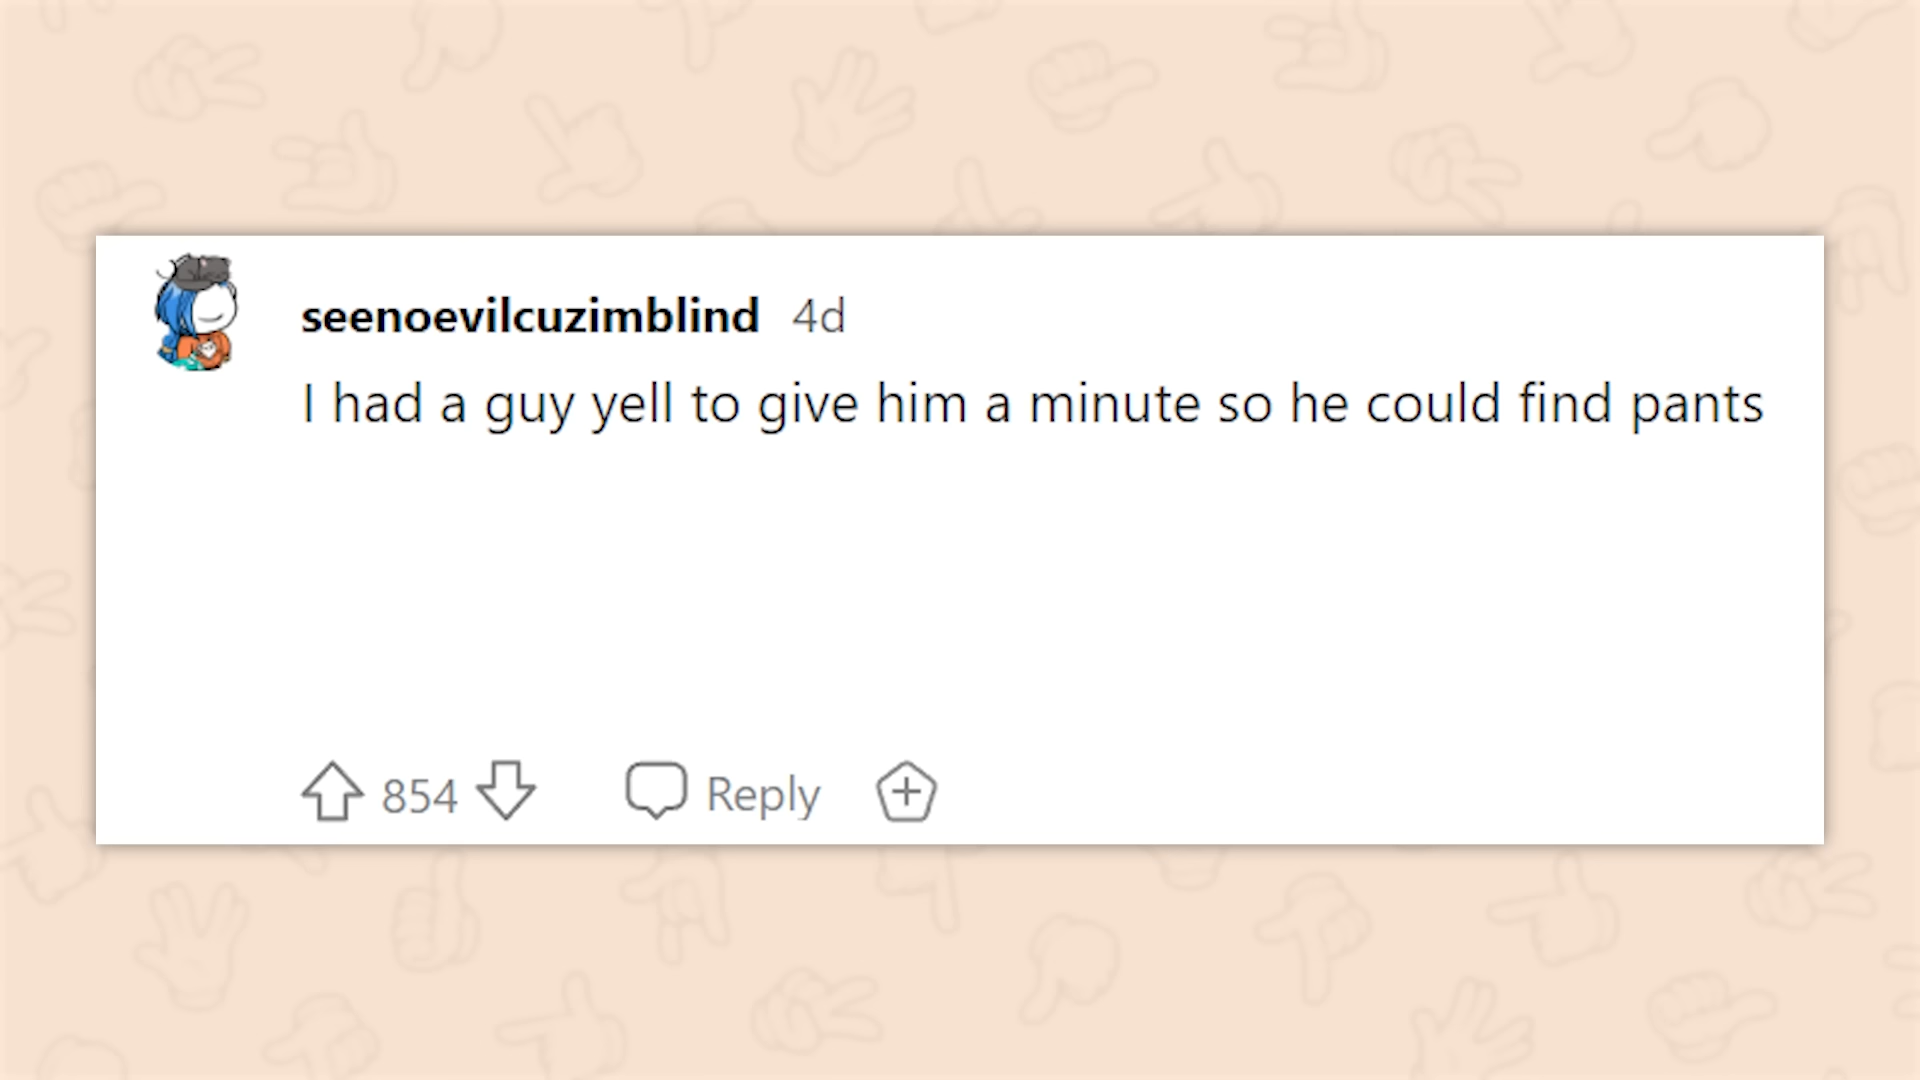 seenoevilcuzimblind 4d
I had a guy yell to give him a minute so he could find pants
854 Reply